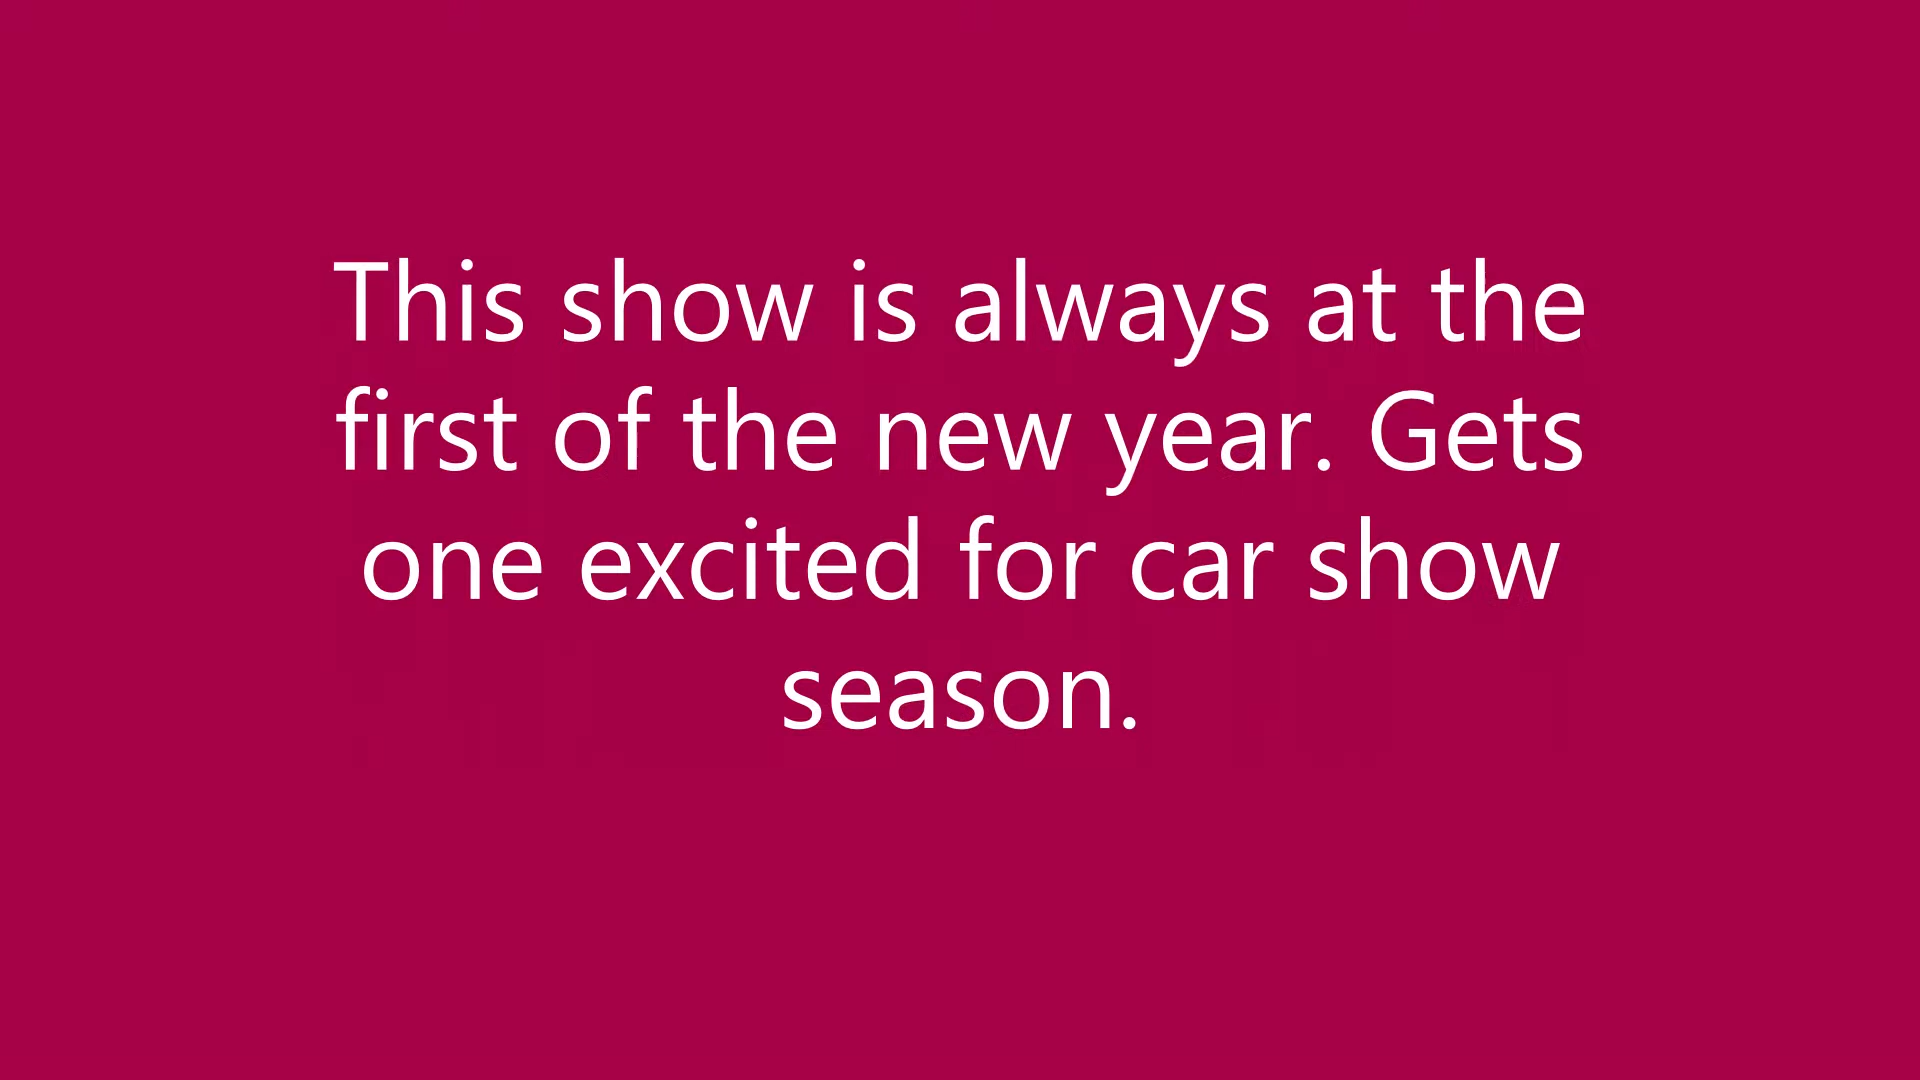 This show is always at the
first of the new year. Gets
one excited for car show
season.